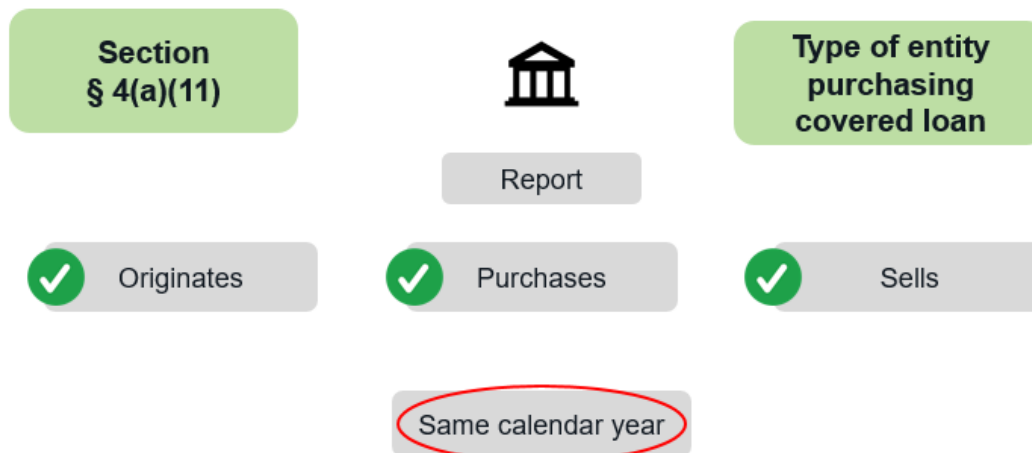 Section
§ 4(a)(11)
Type of entity
purchasing
covered loan
Report
Originates
Purchases
Sells
Same calendar year